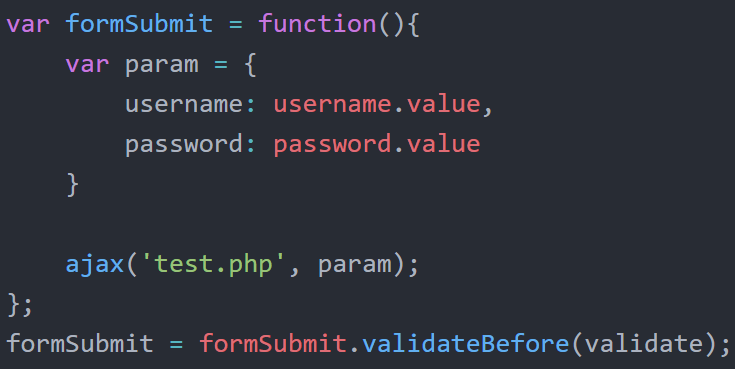 var formSubmit = function(){
    var param = {
        username: username.value,
        password: password.value
    }

    ajax('test.php', param);
};
formSubmit = formSubmit.validateBefore(validate);